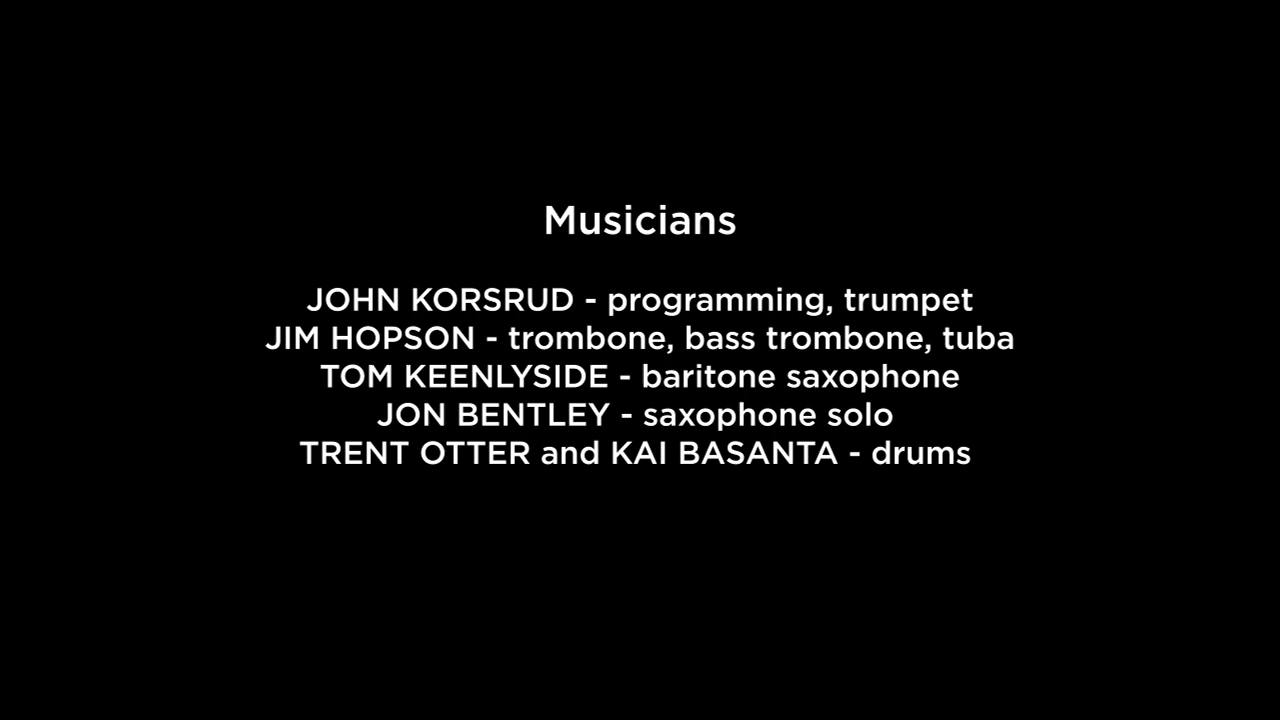 Musicians
JOHN KORSRUD - programming, trumpet
JIM HOPSON - trombone, bass trombone, tuba
TOM KEENLYSIDE - baritone saxophone
JON BENTLEY - saxophone solo
TRENT OTTER and KAI BASANTA - drums